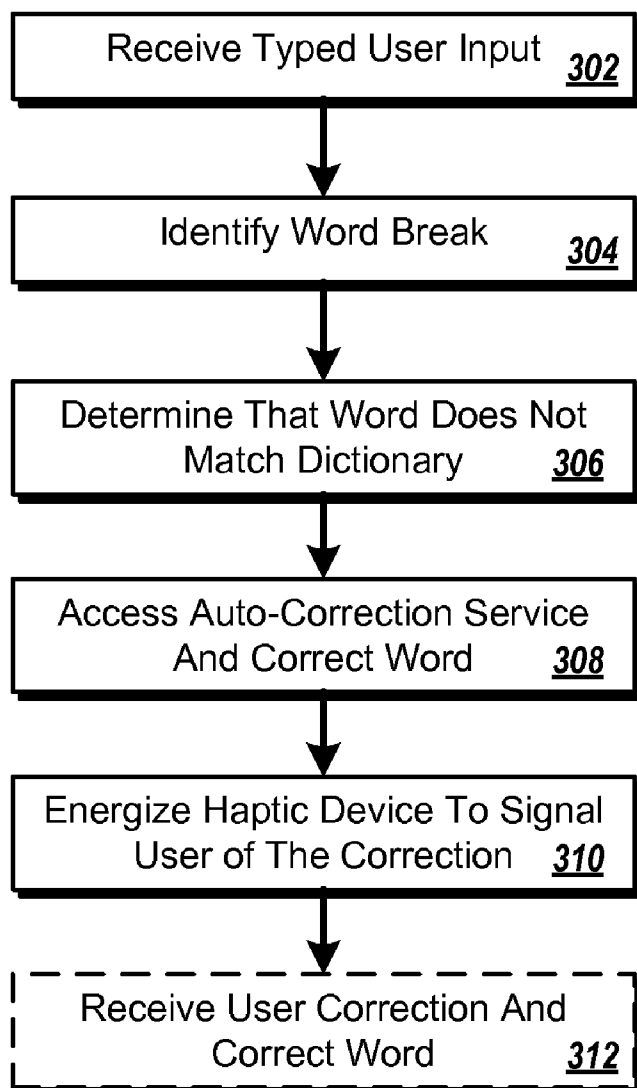 Receive Typed User Input 302
Identify Word Break 304
Determine That Word Does Not
Match Dictionary 306
Access Auto-Correction Service
And Correct Word 308
Energize Haptic Device To Signal
User of The Correction 310
Receive User Correction And
Correct Word 312